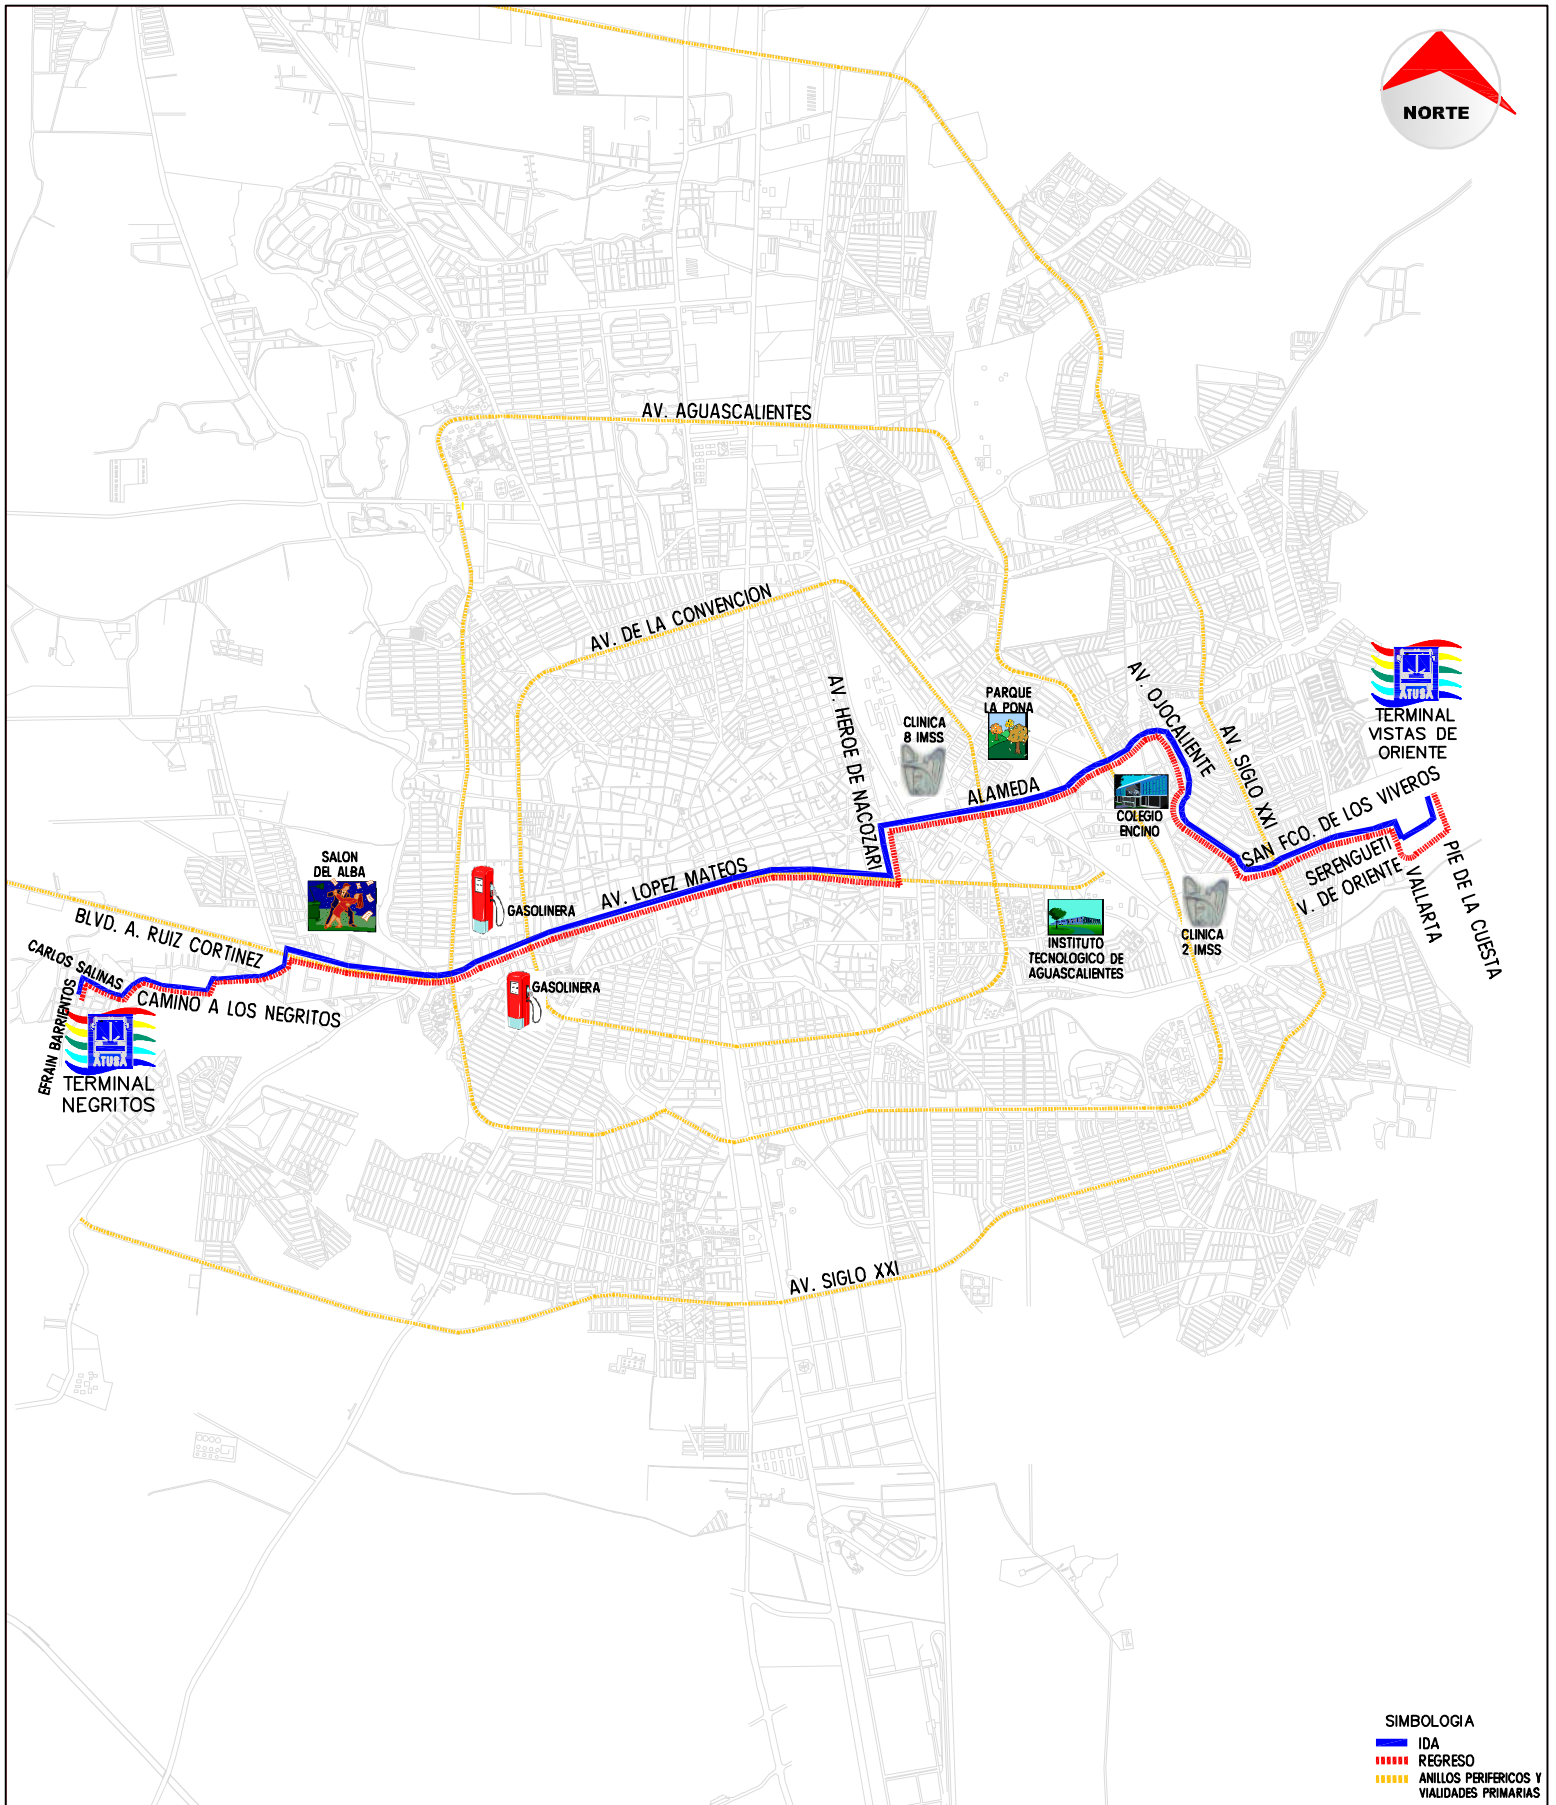 NORTE
AV. AGUASCALIENTES
AV. DE LA CONVENCION
AV. HEROE DE NACOZARI
CLINICA
8 IMSS
PARQUE
LA PONA
AV. OJOCALIENTE
AV. SIGLO XXI
ATUSA
TERMINAL
VISTAS DE
ORIENTE
ALAMEDA
COLEGIO
ENCINO
SAN FCO. DE LOS VIVEROS
SERENGUETI
V. DE ORIENTE
VALLARTA
PIE DE LA CUESTA
SALON
DEL ALBA
GASOLINERA
AV. LOPEZ MATEOS
BLVD. A. RUIZ CORTINEZ
CARLOS SALINAS
CAMINO A LOS NEGRITOS
EFRAIN BARRIENTOS
GASOLINERA
INSTITUTO
TECNOLOGICO DE
AGUASCALIENTES
CLINICA
2 IMSS
ATUSA
TERMINAL
NEGRITOS
AV. SIGLO XXI
SIMBOLOGIA
IDA
REGRESO
ANILLOS PERIFERICOS Y
VIALIDADES PRIMARIAS